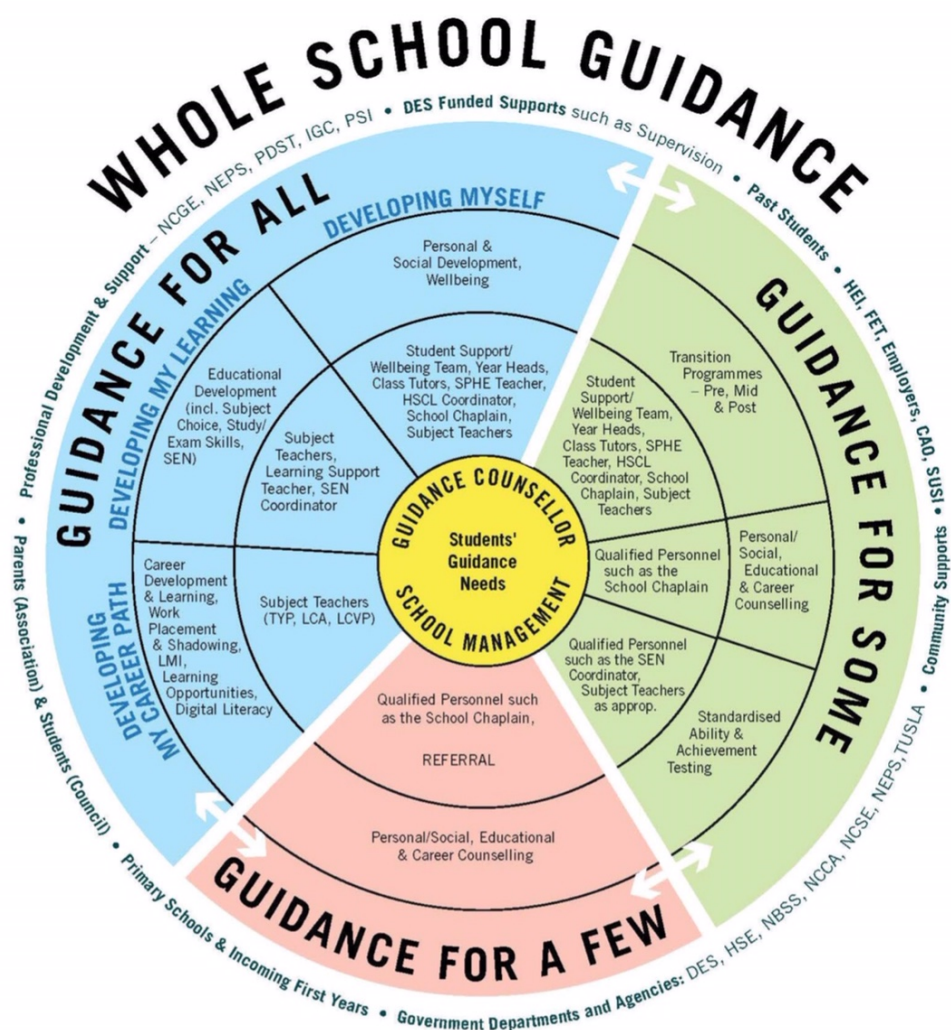 WHOLE SCHOOL GUIDANCE
Professional Development & Support – NCGE, NEPS, PDST, IGC, PSI • DES Funded Supports such as Supervision • Past Students • HEI, FET, Employers, CAO, SUSI • Community Supports •
Government Departments and Agencies: DES, HSE, NBSS, NCCA, NCSE, NEPS, TUSLA
• Primary Schools & Incoming First Years •
Parents (Association) & Students (Council) •
GUIDANCE FOR ALL
DEVELOPING MYSELF
Personal &
Social Development,
Wellbeing
Student Support/
Wellbeing Team, Year Heads,
Class Tutors, SPHE Teacher,
HSCL Coordinator,
School Chaplain,
Subject Teachers
DEVELOPING MY LEARNING
Educational
Development
(incl. Subject
Choice, Study/
Exam Skills,
SEN)
Subject
Teachers,
Learning Support
Teacher, SEN
Coordinator
DEVELOPING
MY CAREER PATH
Career
Development
& Learning,
Work
Placement
& Shadowing,
LMI,
Learning
Opportunities,
Digital Literacy
Subject Teachers
(TYP, LCA, LCVP)
GUIDANCE FOR SOME
Transition
Programmes
– Pre, Mid
& Post
Student
Support/
Wellbeing Team,
Year Heads,
Class Tutors, SPHE
Teacher, HSCL
Coordinator, School
Chaplain, Subject
Teachers
Qualified Personnel
such as the
School Chaplain
Personal/
Social,
Educational
& Career
Counselling
Qualified Personnel
such as the SEN
Coordinator,
Subject Teachers
as approp.
Standardised
Ability &
Achievement
Testing
GUIDANCE COUNSELLOR
Students'
Guidance
Needs
SCHOOL MANAGEMENT
Qualified Personnel such
as the School Chaplain,
REFERRAL
Personal/Social, Educational
& Career Counselling
GUIDANCE FOR A FEW